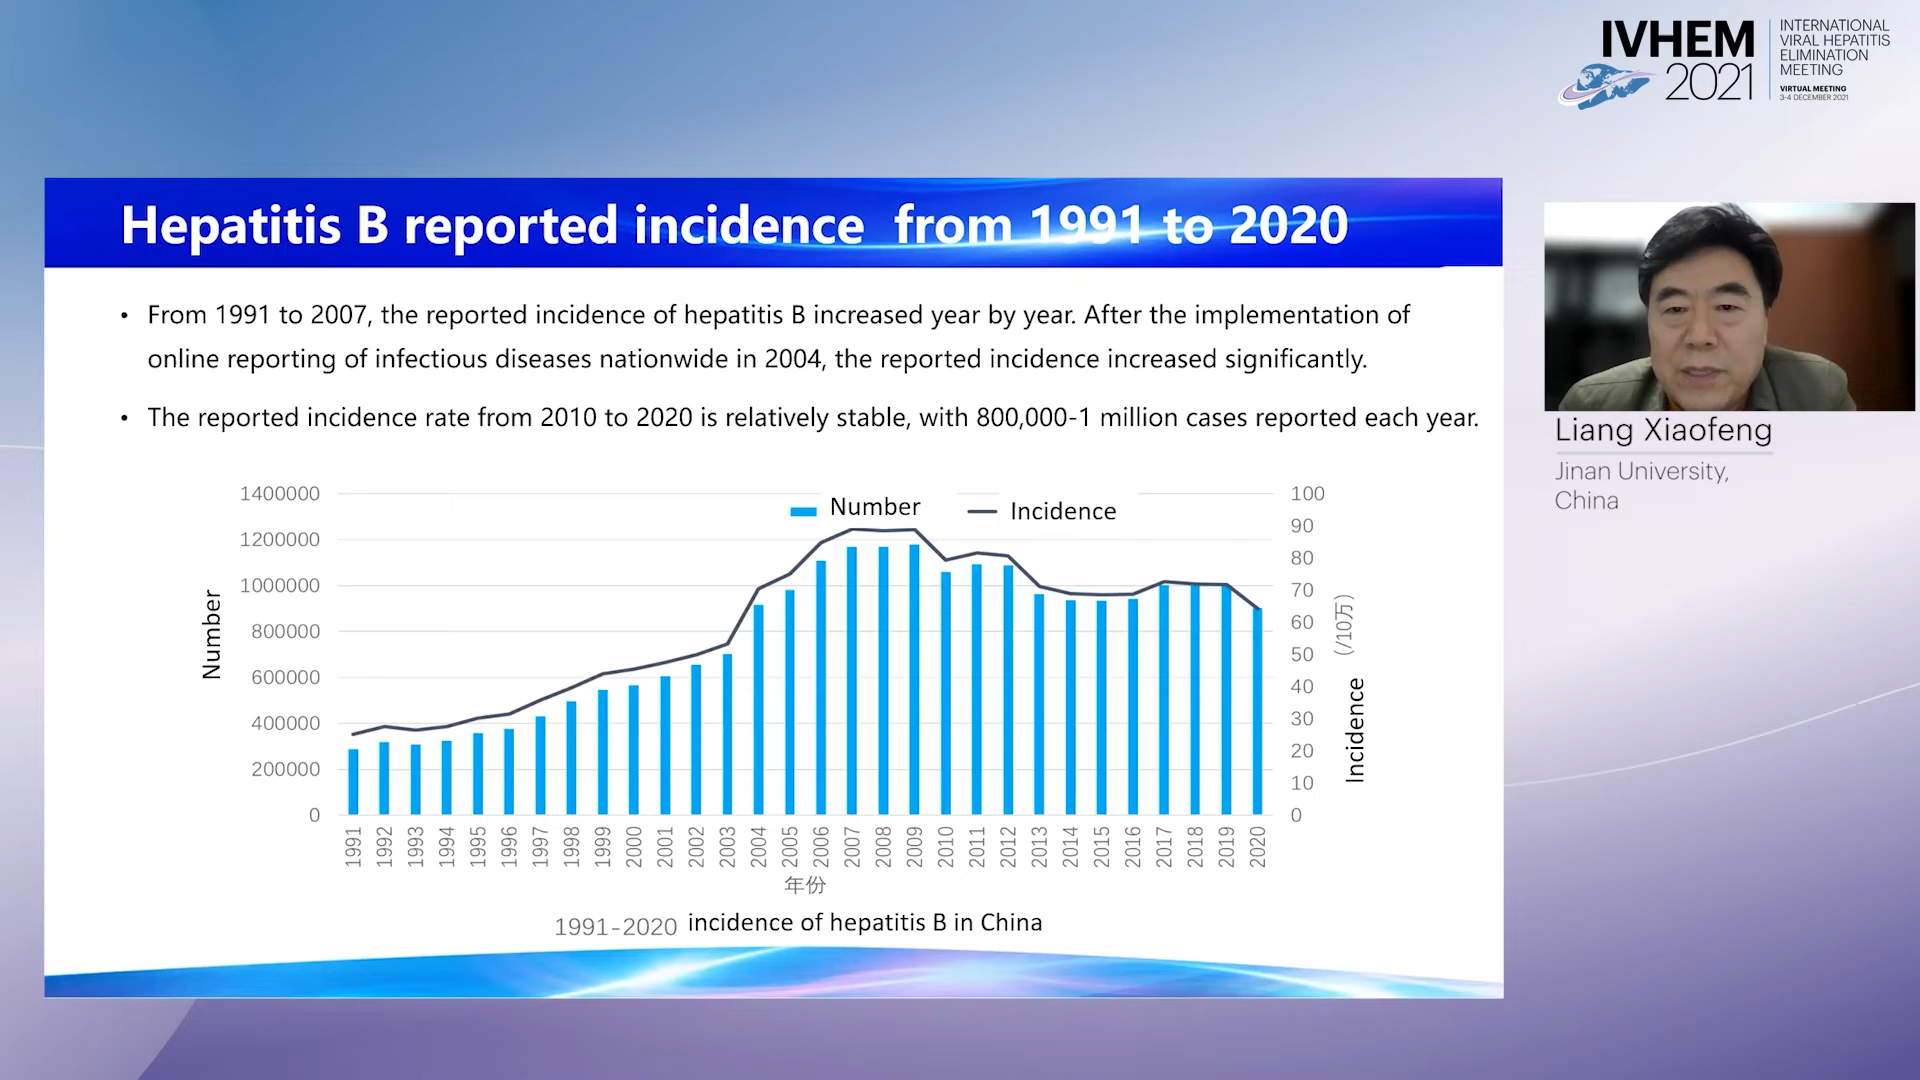 IVHEM
2021
INTERNATIONAL
VIRAL HEPATITIS
ELIMINATION
MEETING
VIRTUAL MEETING
3-4 DECEMBER 2021
Hepatitis B reported incidence from 1991 to 2020
• From 1991 to 2007, the reported incidence of hepatitis B increased year by year. After the implementation of
online reporting of infectious diseases nationwide in 2004, the reported incidence increased significantly.
• The reported incidence rate from 2010 to 2020 is relatively stable, with 800,000-1 million cases reported each year.
Number
Incidence
Number
1400000
1200000
1000000
800000
600000
400000
200000
0
100
90
80
70
60
50
40
30
20
10
0
(/10万)
Incidence
1991 1992 1993 1994 1995 1996 1997 1998 1999 2000 2001 2002 2003 2004 2005 2006 2007 2008 2009 2010 2011 2012 2013 2014 2015 2016 2017 2018 2019 2020
年份
1991-2020 incidence of hepatitis B in China
Liang Xiaofeng
Jinan University,
China